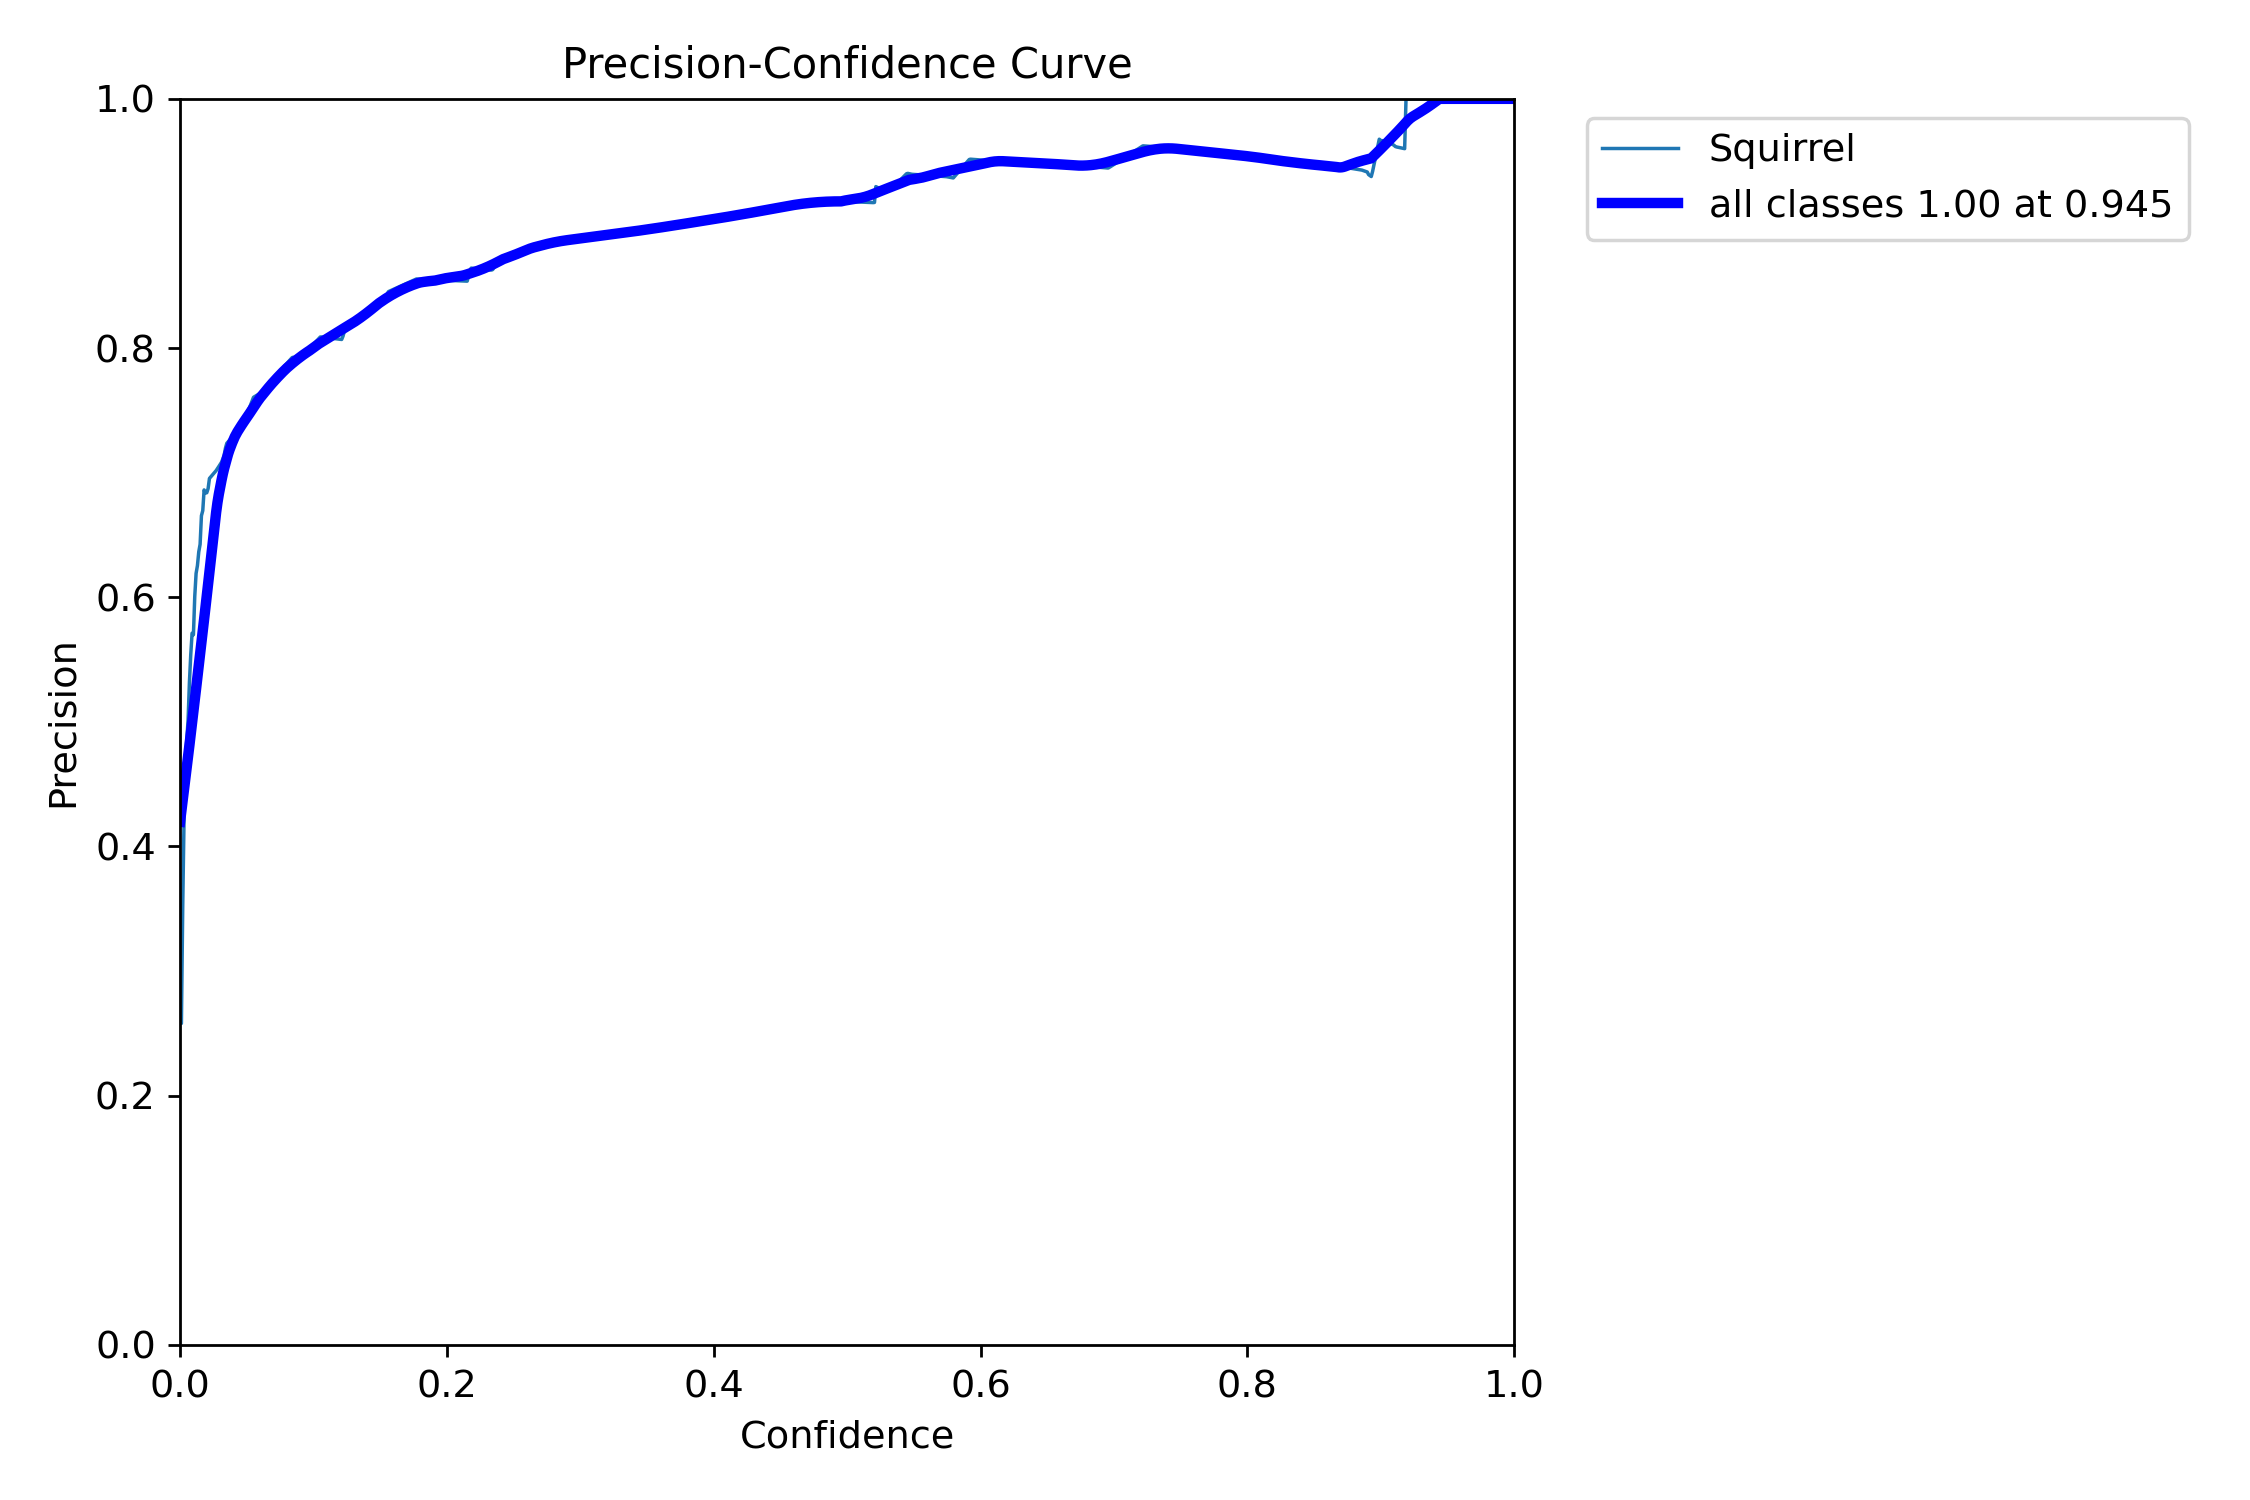 Precision-Confidence Curve
1.0
0.8
0.6
0.4
0.2
0.0
Precision
0.0 0.2 0.4 0.6 0.8 1.0
Confidence
Squirrel
all classes 1.00 at 0.945